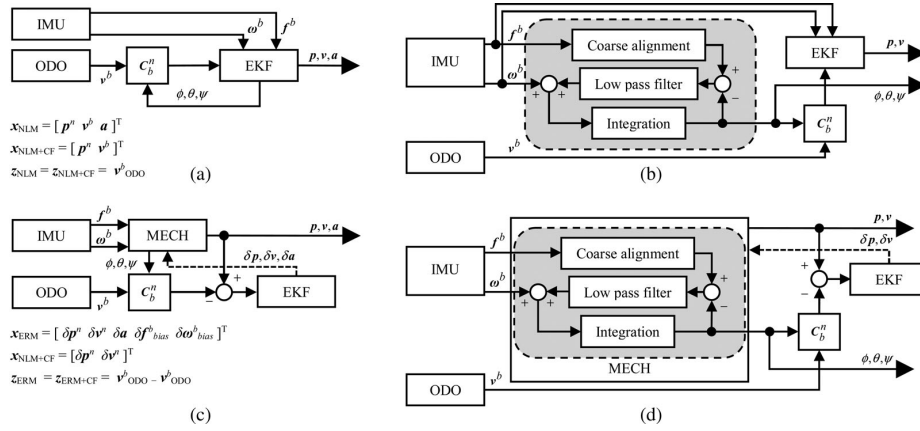 IMU
ω^b
f^b
ODO
v^b
C_b^n
EKF
p, v, a
ϕ, θ, ψ
x_NLM = [ p^n v^b a ]^T
x_NLM+CF = [ p^n v^b ]^T
z_NLM = z_NLM+CF = v^b_ODO
(a)
IMU
f^b
ω^b
Coarse alignment
Low pass filter
Integration
+
+
+
−
EKF
p, v
ϕ, θ, ψ
C_b^n
ODO
v^b
(b)
IMU
f^b
ω^b
MECH
p, v, a
ϕ, θ, ψ
δp, δv, δa
ODO
v^b
C_b^n
+
−
EKF
x_ERM = [ δp^n δv^n δa δf^b_bias δω^b_bias ]^T
x_NLM+CF = [δp^n δv^n ]^T
z_ERM = z_ERM+CF = v^b_ODO − v^b_ODO
(c)
IMU
f^b
ω^b
Coarse alignment
Low pass filter
Integration
+
+
+
−
MECH
p, v
δp, δv
+
−
EKF
C_b^n
ϕ, θ, ψ
ODO
v^b
(d)